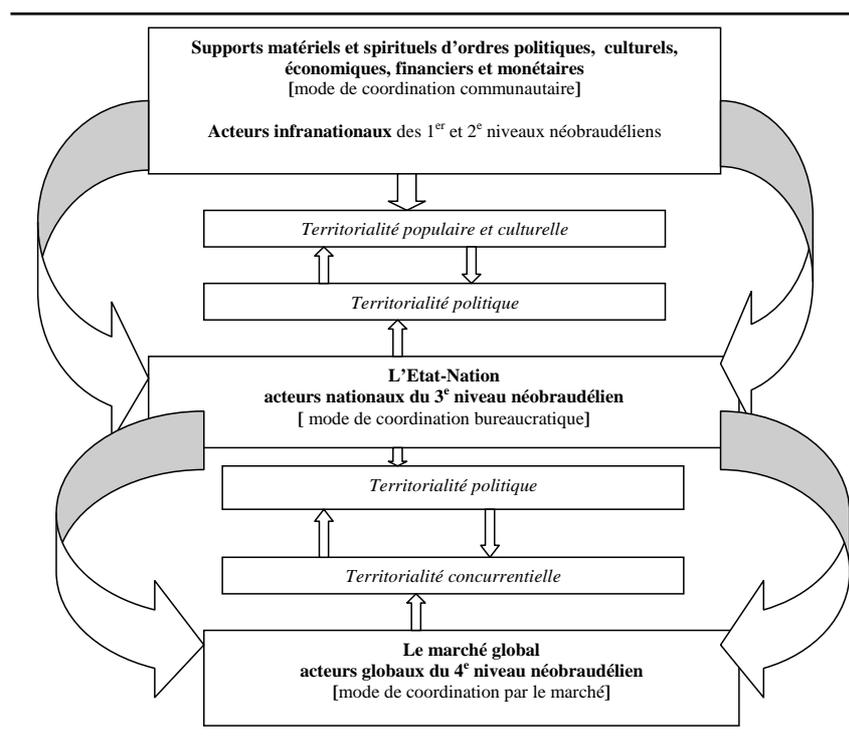 Supports matériels et spirituels d’ordres politiques, culturels,
économiques, financiers et monétaires
[mode de coordination communautaire]
Acteurs infranationaux des 1er et 2e niveaux néobraudéliens
Territorialité populaire et culturelle
Territorialité politique
L’Etat-Nation
acteurs nationaux du 3e niveau néobraudélien
[ mode de coordination bureaucratique]
Territorialité politique
Territorialité concurrentielle
Le marché global
acteurs globaux du 4e niveau néobraudélien
[mode de coordination par le marché]